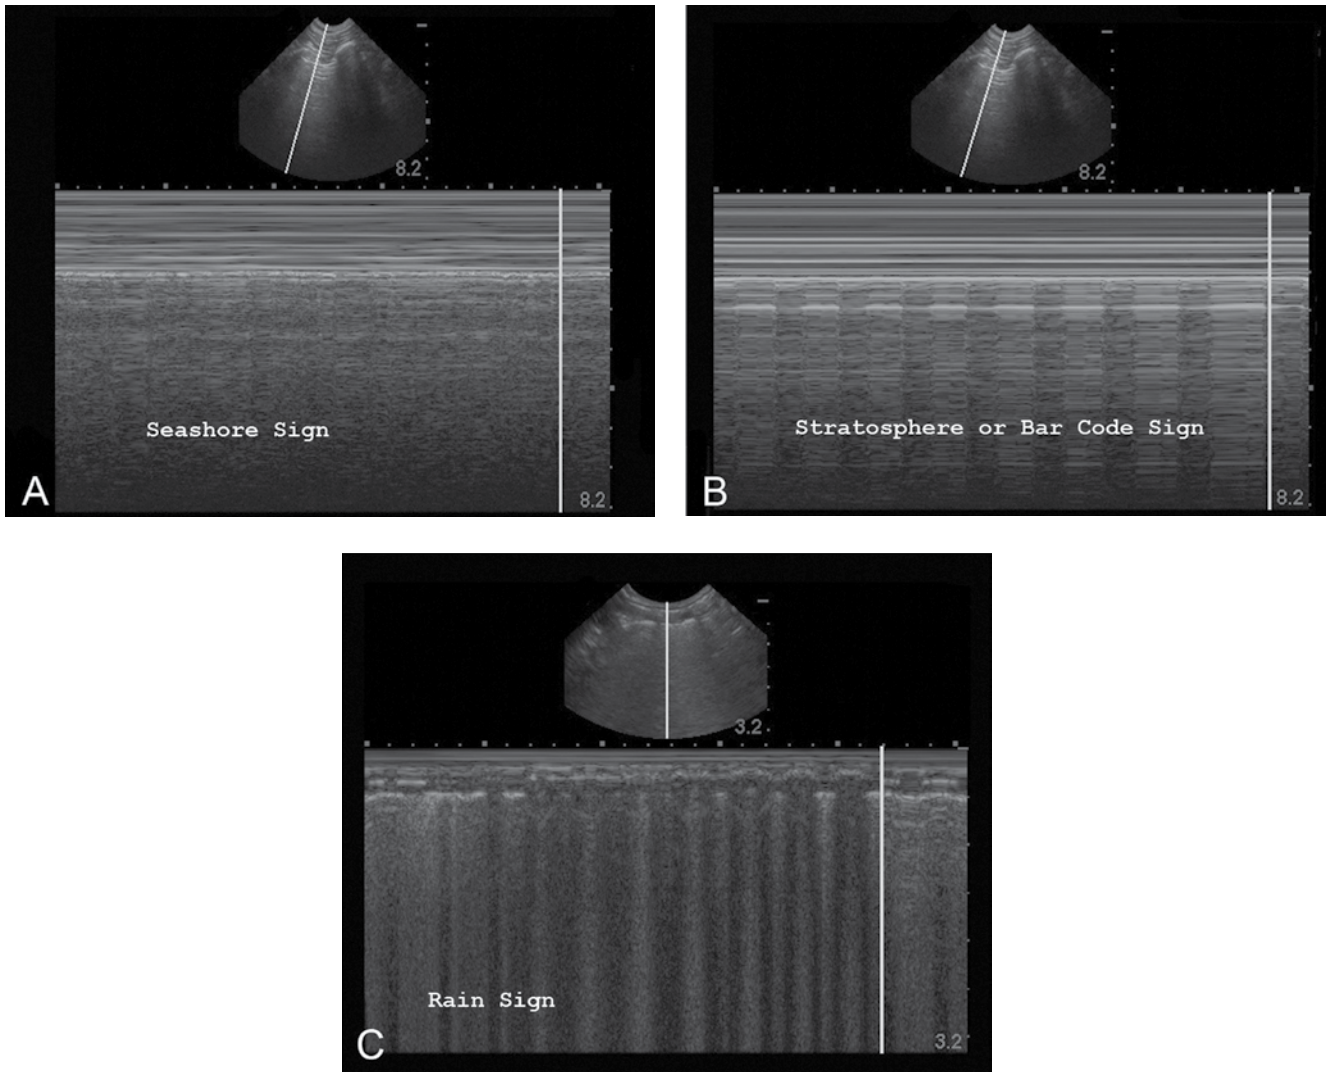 8.2
Seashore Sign
A
8.2
8.2
Stratosphere or Bar Code Sign
B
8.2
3.2
Rain Sign
C
3.2